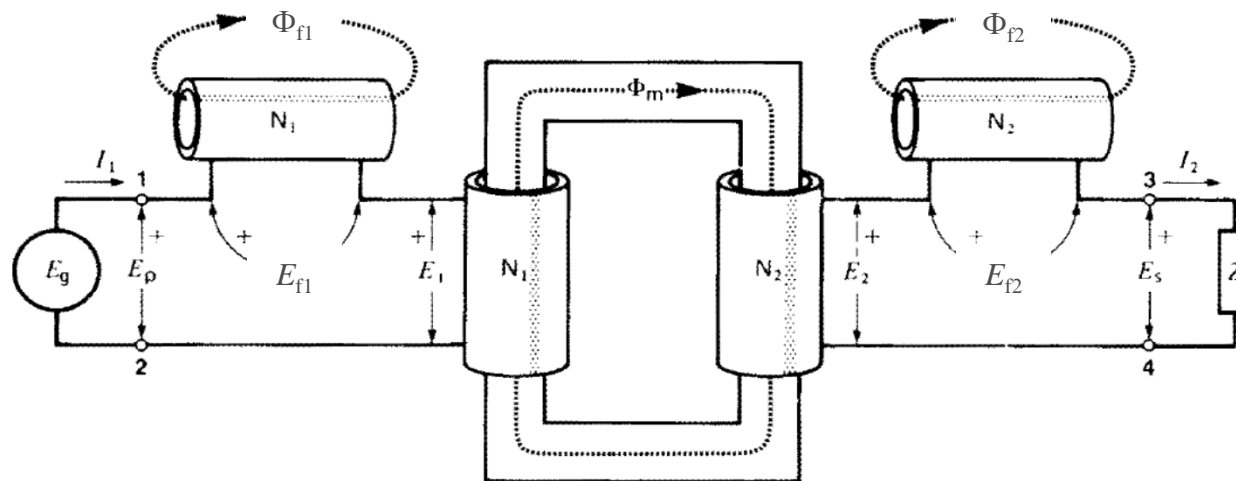 Φf1
Φf2
N1
Φm
N2
I1
1
3
I2
Eg
+
Ep
+
Ef1
+
E1
N1
N2
+
E2
+
Ef2
+
Es
Z
2
4